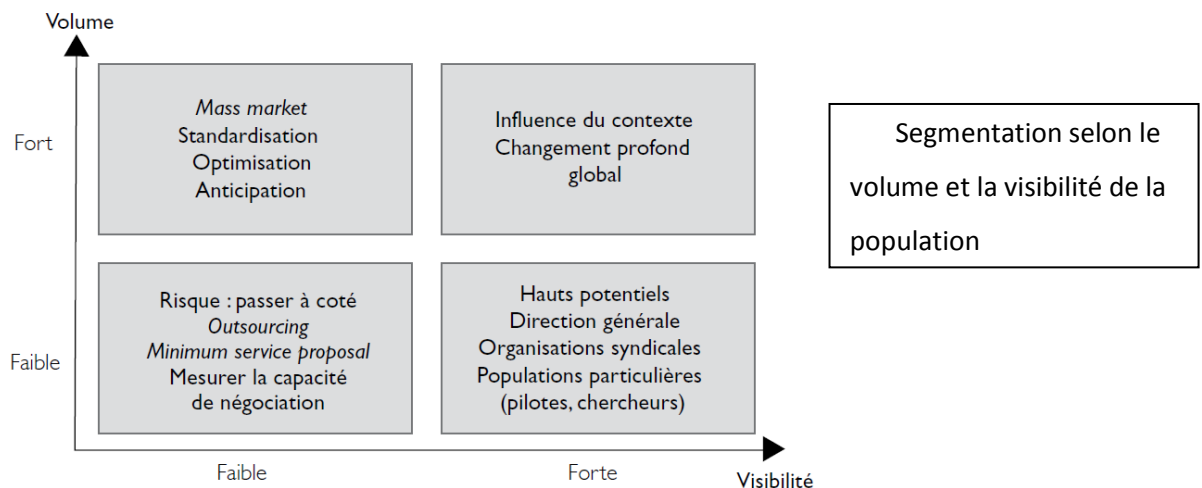 Volume
Fort
Mass market
Standardisation
Optimisation
Anticipation
Influence du contexte
Changement profond
global
Segmentation selon le
volume et la visibilité de la
population
Faible
Risque : passer à coté
Outsourcing
Minimum service proposal
Mesurer la capacité
de négociation
Hauts potentiels
Direction générale
Organisations syndicales
Populations particulières
(pilotes, chercheurs)
Faible
Forte
Visibilité